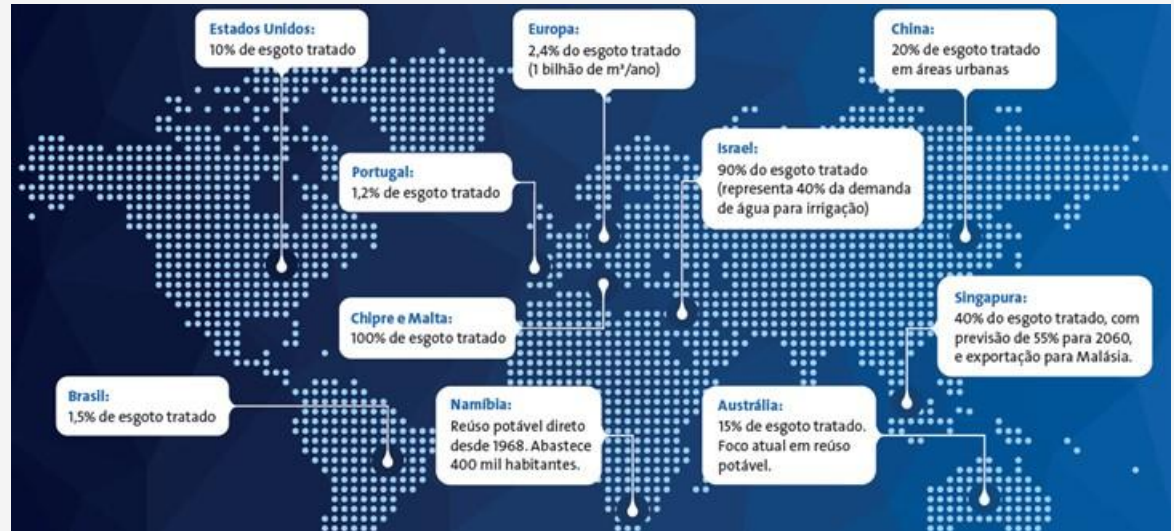 Estados Unidos:
10% de esgoto tratado
Europa:
2,4% do esgoto tratado
(1 bilhão de m³/ano)
China:
20% de esgoto tratado
em áreas urbanas
Portugal:
1,2% de esgoto tratado
Israel:
90% do esgoto tratado
(representa 40% da demanda
de água para irrigação)
Chipre e Malta:
100% de esgoto tratado
Singapura:
40% do esgoto tratado, com
previsão de 55% para 2060,
e exportação para Malásia.
Brasil:
1,5% de esgoto tratado
Namíbia:
Reúso potável direto
desde 1968. Abastece
400 mil habitantes.
Austrália:
15% de esgoto tratado.
Foco atual em reúso
potável.